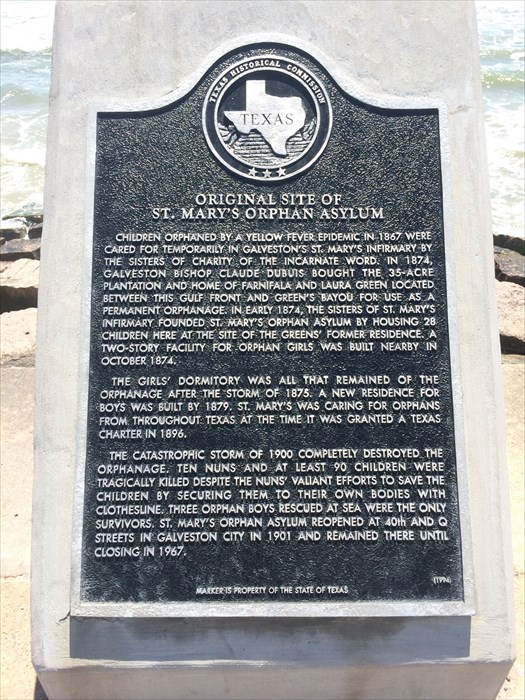 TEXAS HISTORICAL COMMISSION
TEXAS
ORIGINAL SITE OF
ST. MARY'S ORPHAN ASYLUM
CHILDREN ORPHANED BY A YELLOW FEVER EPIDEMIC IN 1867 WERE
CARED FOR TEMPORARILY IN GALVESTON'S ST. MARY'S INFIRMARY BY
THE SISTERS OF CHARITY OF THE INCARNATE WORD. IN 1874,
GALVESTON BISHOP CLAUDE DUBUIS BOUGHT THE 35-ACRE
PLANTATION AND HOME OF FARNIFALA AND LAURA GREEN LOCATED
BETWEEN THIS GULF FRONT AND GREEN'S BAYOU FOR USE AS A
PERMANENT ORPHANAGE. IN EARLY 1874, THE SISTERS OF ST. MARY'S
INFIRMARY FOUNDED ST. MARY'S ORPHAN ASYLUM BY HOUSING 28
CHILDREN HERE AT THE SITE OF THE GREENS' FORMER RESIDENCE. A
TWO-STORY FACILITY FOR ORPHAN GIRLS WAS BUILT NEARBY IN
OCTOBER 1874.
THE GIRLS' DORMITORY WAS ALL THAT REMAINED OF THE
ORPHANAGE AFTER THE STORM OF 1875. A NEW RESIDENCE FOR
BOYS WAS BUILT BY 1879. ST. MARY'S WAS CARING FOR ORPHANS
FROM THROUGHOUT TEXAS AT THE TIME IT WAS GRANTED A TEXAS
CHARTER IN 1896.
THE CATASTROPHIC STORM OF 1900 COMPLETELY DESTROYED THE
ORPHANAGE. TEN NUNS AND AT LEAST 90 CHILDREN WERE
TRAGICALLY KILLED DESPITE THE NUNS' VALIANT EFFORTS TO SAVE THE
CHILDREN BY SECURING THEM TO THEIR OWN BODIES WITH
CLOTHESLINE. THREE ORPHAN BOYS RESCUED AT SEA WERE THE ONLY
SURVIVORS. ST. MARY'S ORPHAN ASYLUM REOPENED AT 40th AND Q
STREETS IN GALVESTON CITY IN 1901 AND REMAINED THERE UNTIL
CLOSING IN 1967.
(1994)
MARKER IS PROPERTY OF THE STATE OF TEXAS